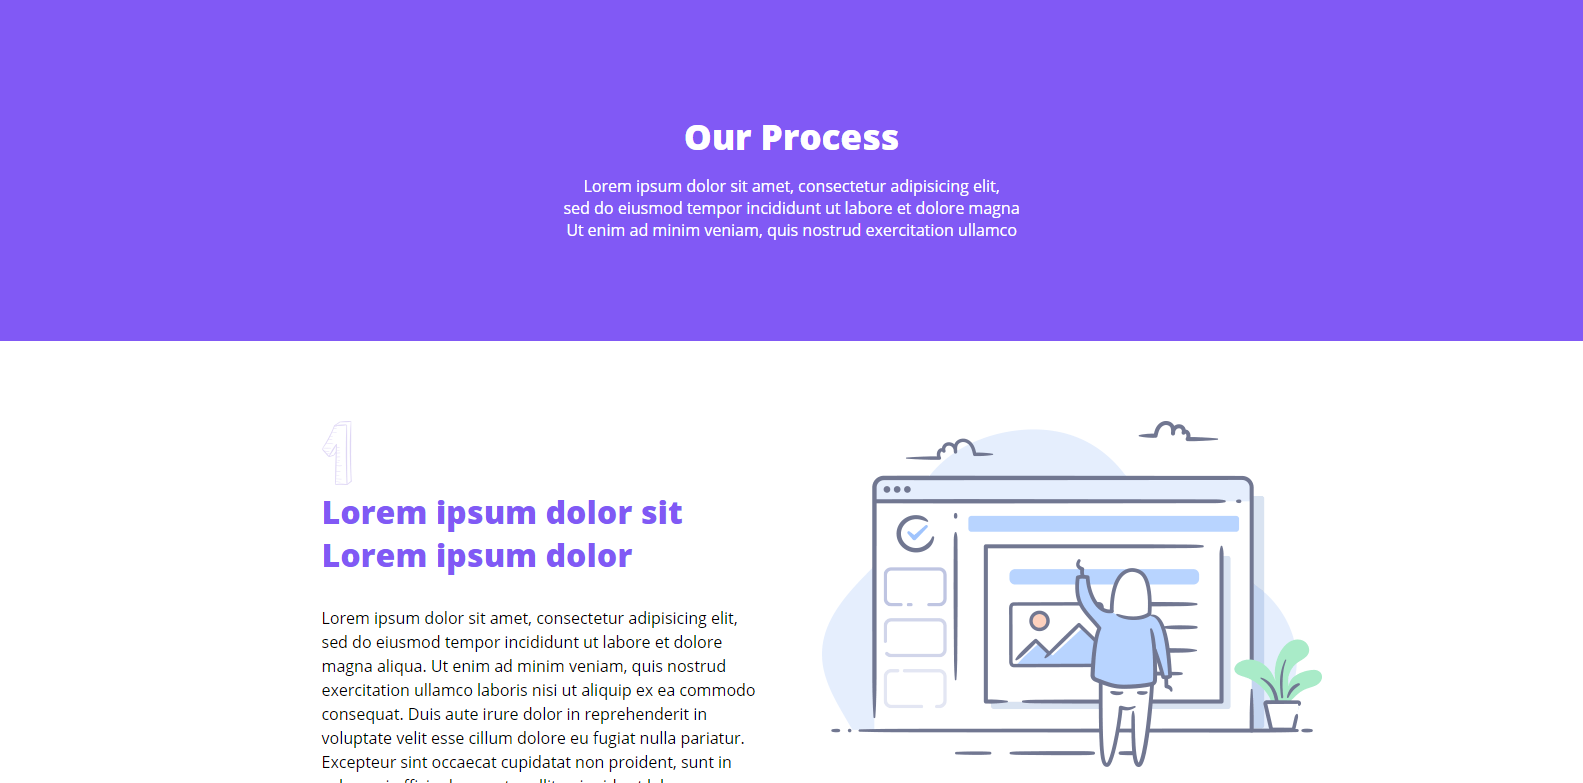 Our Process
Lorem ipsum dolor sit amet, consectetur adipisicing elit,
sed do eiusmod tempor incididunt ut labore et dolore magna
Ut enim ad minim veniam, quis nostrud exercitation ullamco
1
Lorem ipsum dolor sit
Lorem ipsum dolor
Lorem ipsum dolor sit amet, consectetur adipisicing elit,
sed do eiusmod tempor incididunt ut labore et dolore
magna aliqua. Ut enim ad minim veniam, quis nostrud
exercitation ullamco laboris nisi ut aliquip ex ea commodo
consequat. Duis aute irure dolor in reprehenderit in
voluptate velit esse cillum dolore eu fugiat nulla pariatur.
Excepteur sint occaecat cupidatat non proident, sunt in